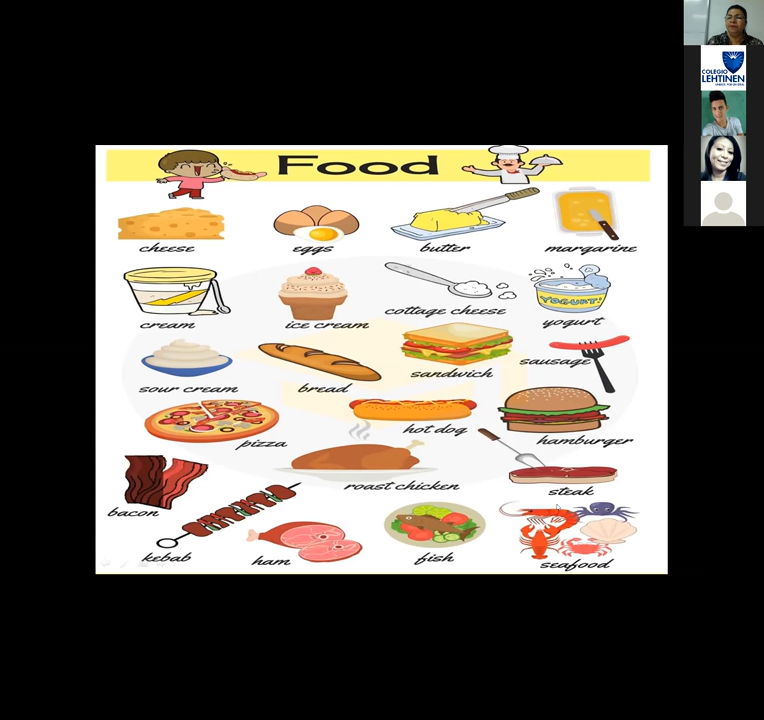 Food
cheese
eggs
butter
margarine
cream
ice cream
cottage cheese
YOGURT!
yogurt
sour cream
bread
sandwich
sausage
pizza
hot dog
hamburger
bacon
roast chicken
steak
kebab
ham
fish
seafood
COLEGIO
LEHTINEN